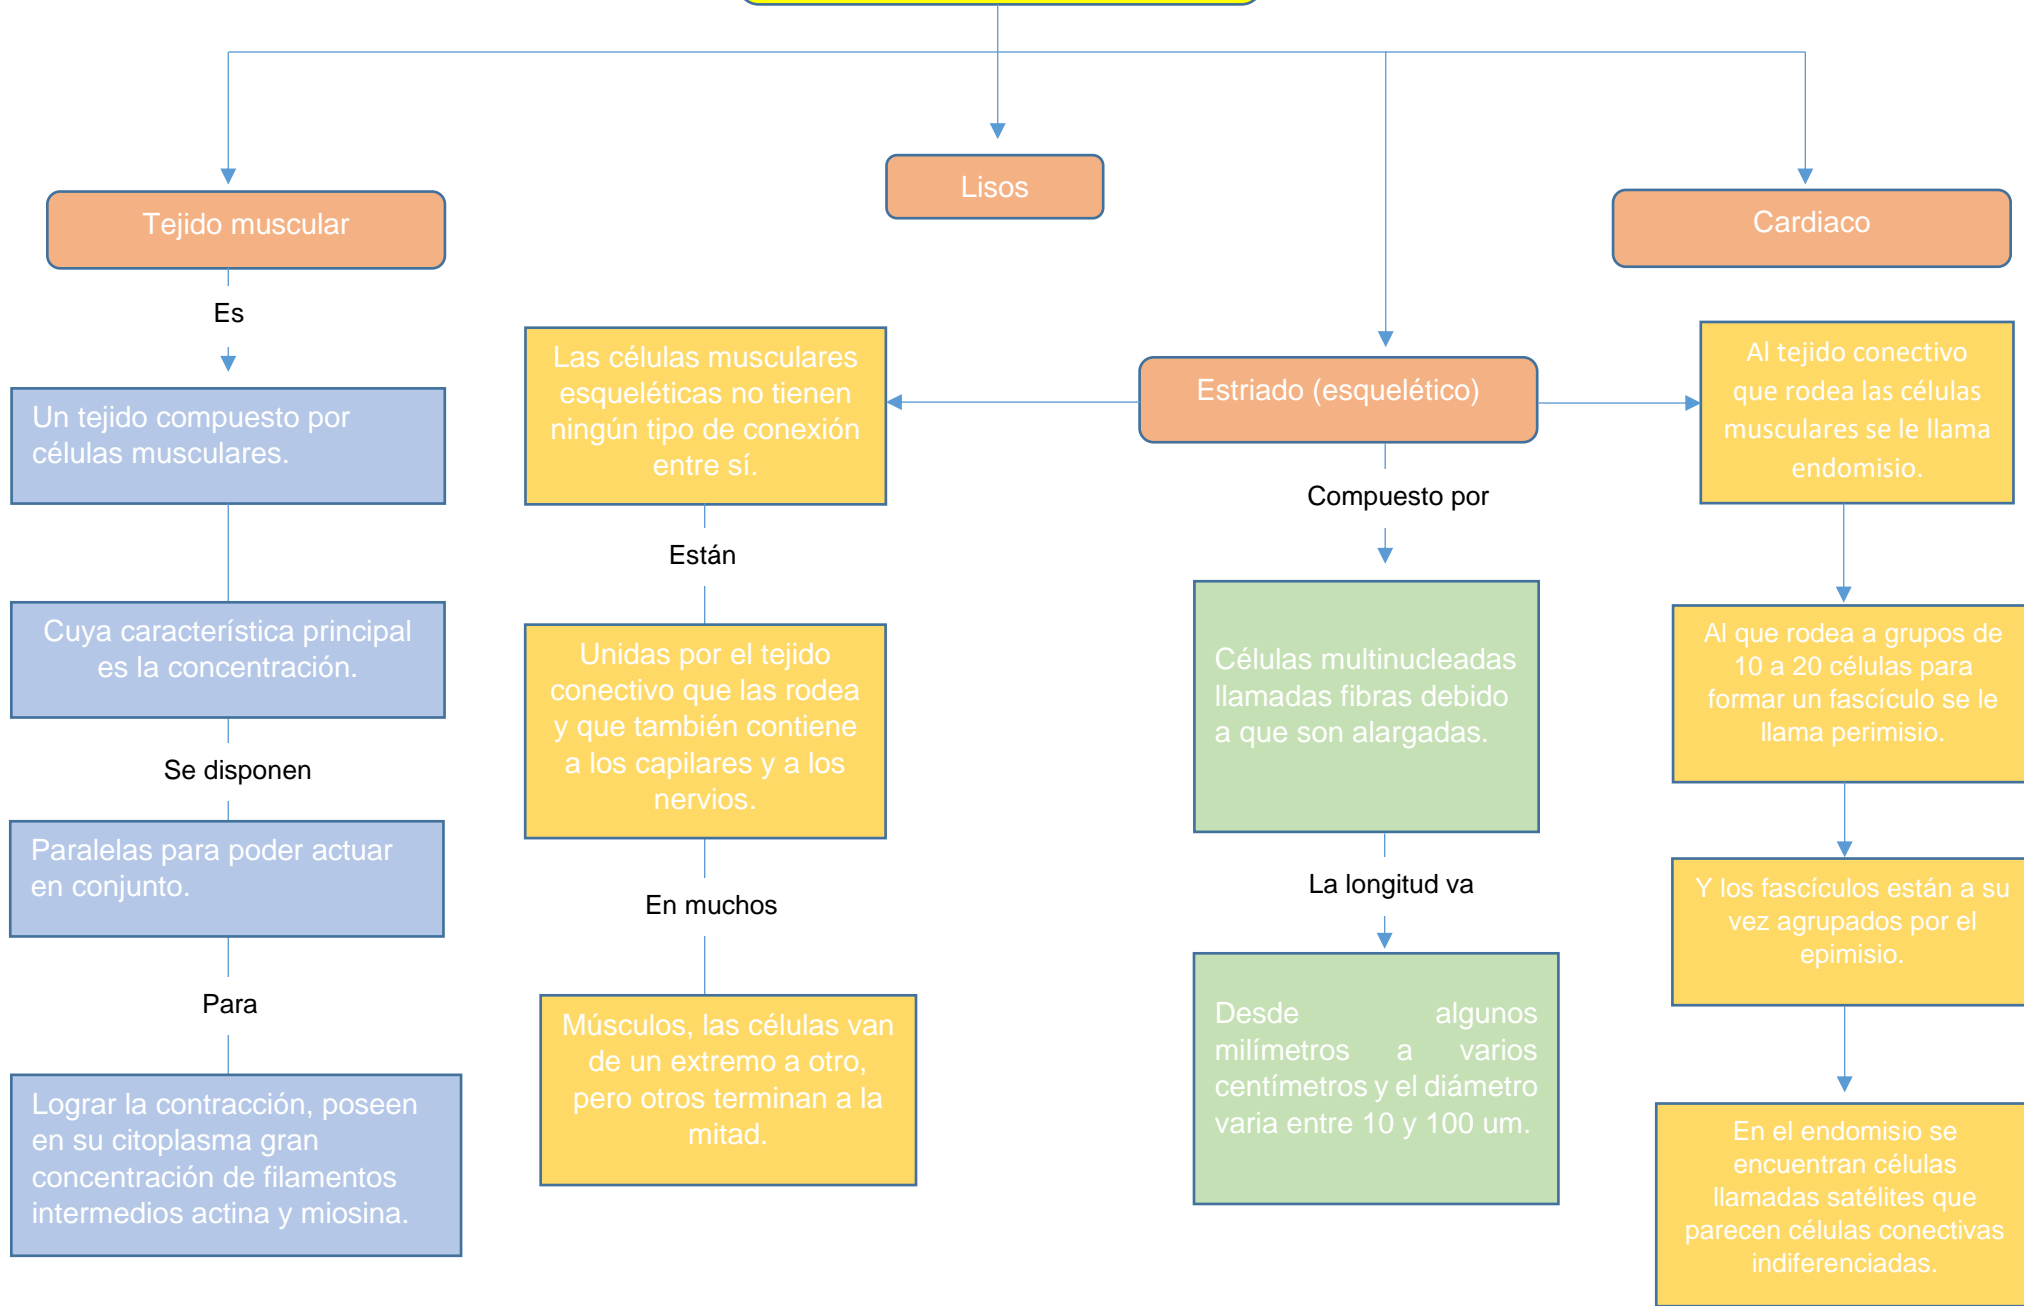 Lisos
Tejido muscular
Cardiaco
Es
Un tejido compuesto por
células musculares.
Cuya característica principal
es la concentración.
Se disponen
Paralelas para poder actuar
en conjunto.
Para
Lograr la contracción, poseen
en su citoplasma gran
concentración de filamentos
intermedios actina y miosina.
Las células musculares
esqueléticas no tienen
ningún tipo de conexión
entre sí.
Están
Unidas por el tejido
conectivo que las rodea
y que también contiene
a los capilares y a los
nervios.
En muchos
Músculos, las células van
de un extremo a otro,
pero otros terminan a la
mitad.
Estriado (esquelético)
Compuesto por
Células multinucleadas
llamadas fibras debido
a que son alargadas.
La longitud va
Desde algunos
milímetros a varios
centímetros y el diámetro
varia entre 10 y 100 um.
Al tejido conectivo
que rodea las células
musculares se le llama
endomisio.
Al que rodea a grupos de
10 a 20 células para
formar un fascículo se le
llama perimisio.
Y los fascículos están a su
vez agrupados por el
epimisio.
En el endomisio se
encuentran células
llamadas satélites que
parecen células conectivas
indiferenciadas.